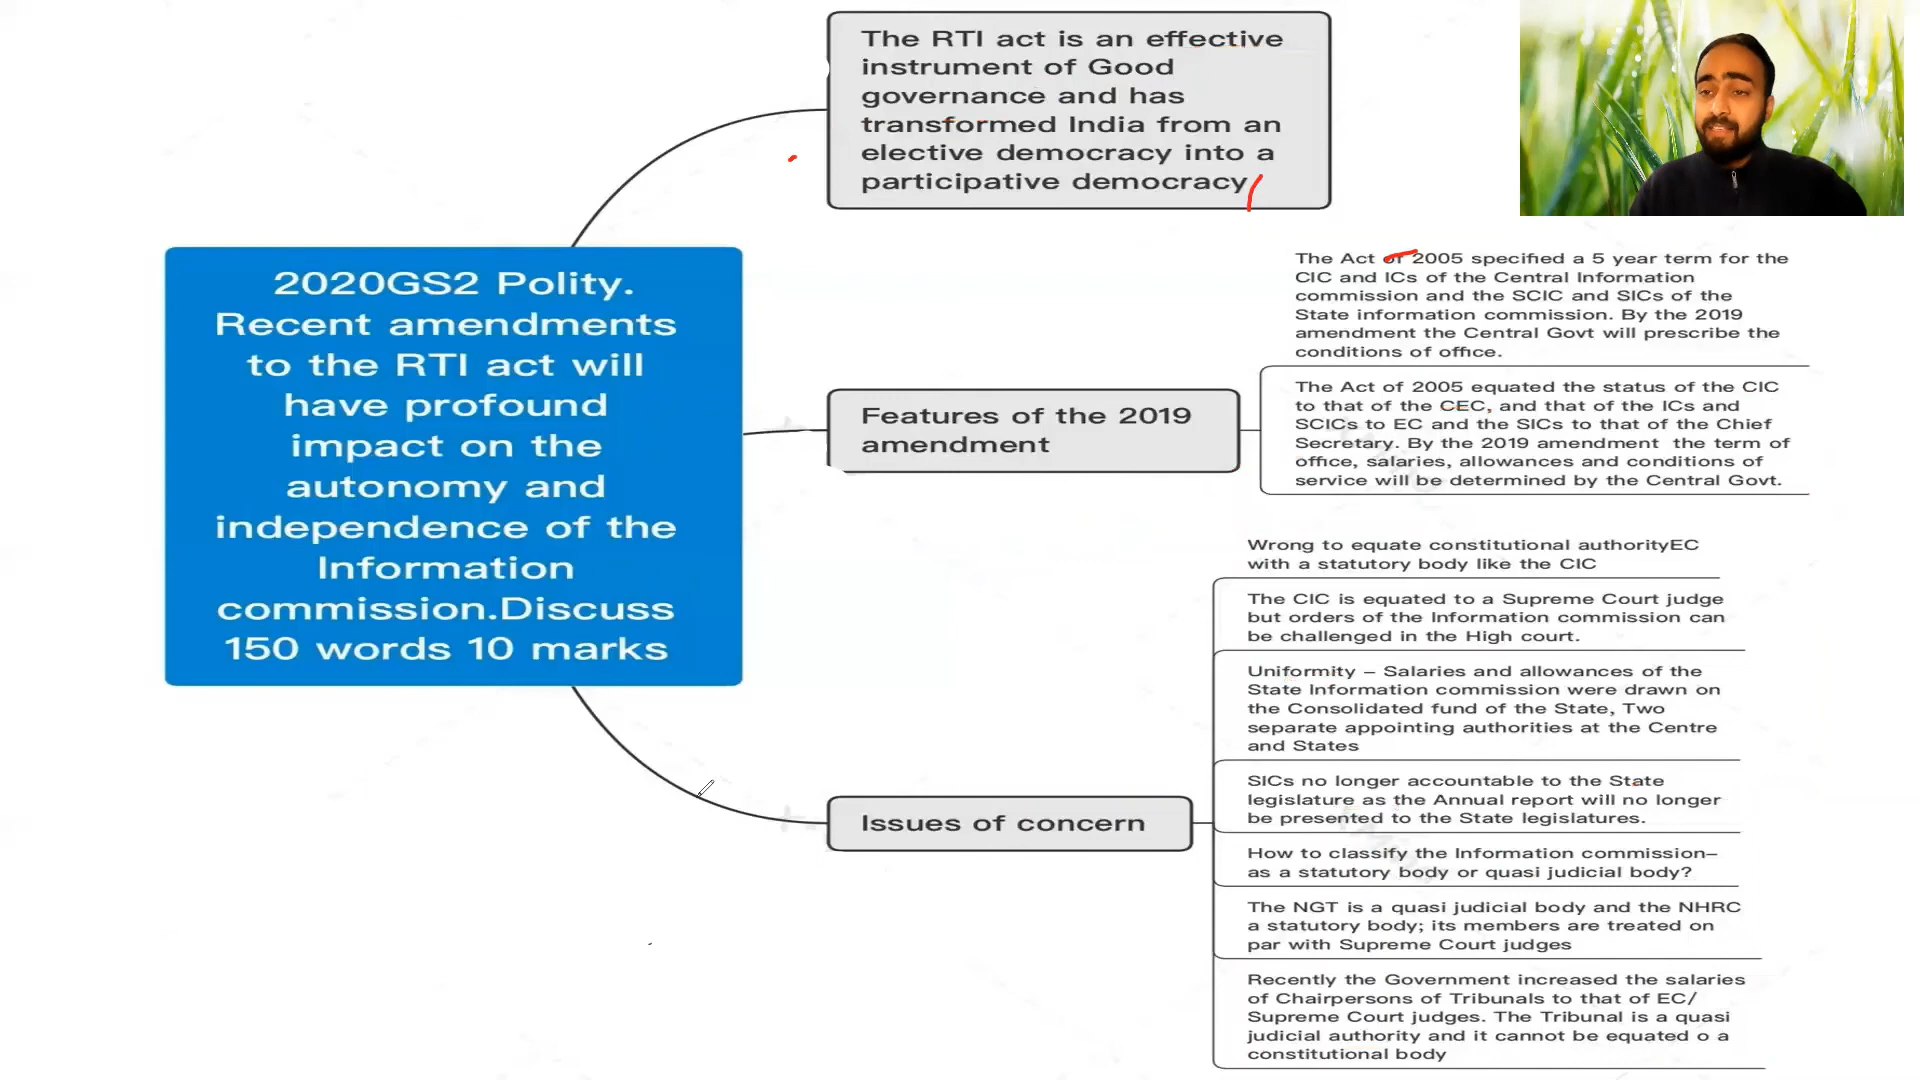 The RTI act is an effective
instrument of Good
governance and has
transformed India from an
elective democracy into a
participative democracy
2020GS2 Polity.
Recent amendments
to the RTI act will
have profound
impact on the
autonomy and
independence of the
Information
commission.Discuss
150 words 10 marks
Features of the 2019
amendment
The Act of 2005 specified a 5 year term for the
CIC and ICs of the Central Information
commission and the SCIC and SICs of the
State information commission. By the 2019
amendment the Central Govt will prescribe the
conditions of office.
The Act of 2005 equated the status of the CIC
to that of the CEC, and that of the ICs and
SCICs to EC and the SICs to that of the Chief
Secretary. By the 2019 amendment the term of
office, salaries, allowances and conditions of
service will be determined by the Central Govt.
Issues of concern
Wrong to equate constitutional authorityEC
with a statutory body like the CIC
The CIC is equated to a Supreme Court judge
but orders of the Information commission can
be challenged in the High court.
Uniformity – Salaries and allowances of the
State Information commission were drawn on
the Consolidated fund of the State, Two
separate appointing authorities at the Centre
and States
SICs no longer accountable to the State
legislature as the Annual report will no longer
be presented to the State legislatures.
How to classify the Information commission–
as a statutory body or quasi judicial body?
The NGT is a quasi judicial body and the NHRC
a statutory body; its members are treated on
par with Supreme Court judges
Recently the Government increased the salaries
of Chairpersons of Tribunals to that of EC/
Supreme Court judges. The Tribunal is a quasi
judicial authority and it cannot be equated o a
constitutional body